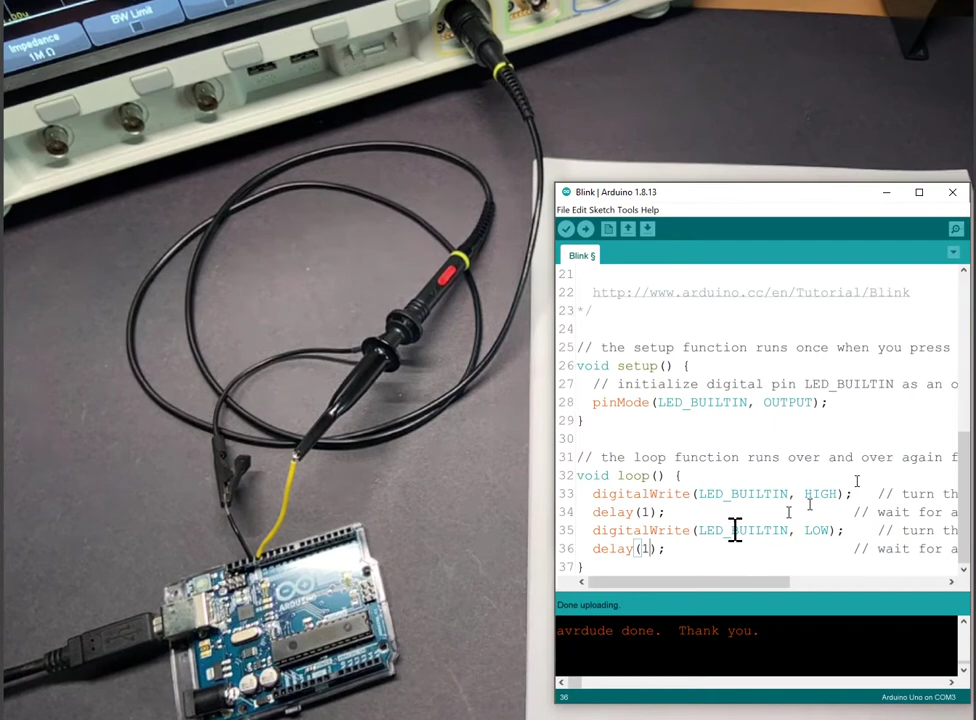 BW Limit
Impedance
1M Ω
Blink | Arduino 1.8.13
File Edit Sketch Tools Help
Blink §
21
22 http://www.arduino.cc/en/Tutorial/Blink
23 */
24
25 // the setup function runs once when you press
26 void setup() {
27 // initialize digital pin LED_BUILTIN as an o
28 pinMode(LED_BUILTIN, OUTPUT);
29 }
30
31 // the loop function runs over and over again f
32 void loop() {
33 digitalWrite(LED_BUILTIN, HIGH); // turn th
34 delay(1); // wait for a
35 digitalWrite(LED_BUILTIN, LOW); // turn th
36 delay(1); // wait for a
37 }
Done uploading.
avrdude done. Thank you.
36
Arduino Uno on COM3
ARDUINO